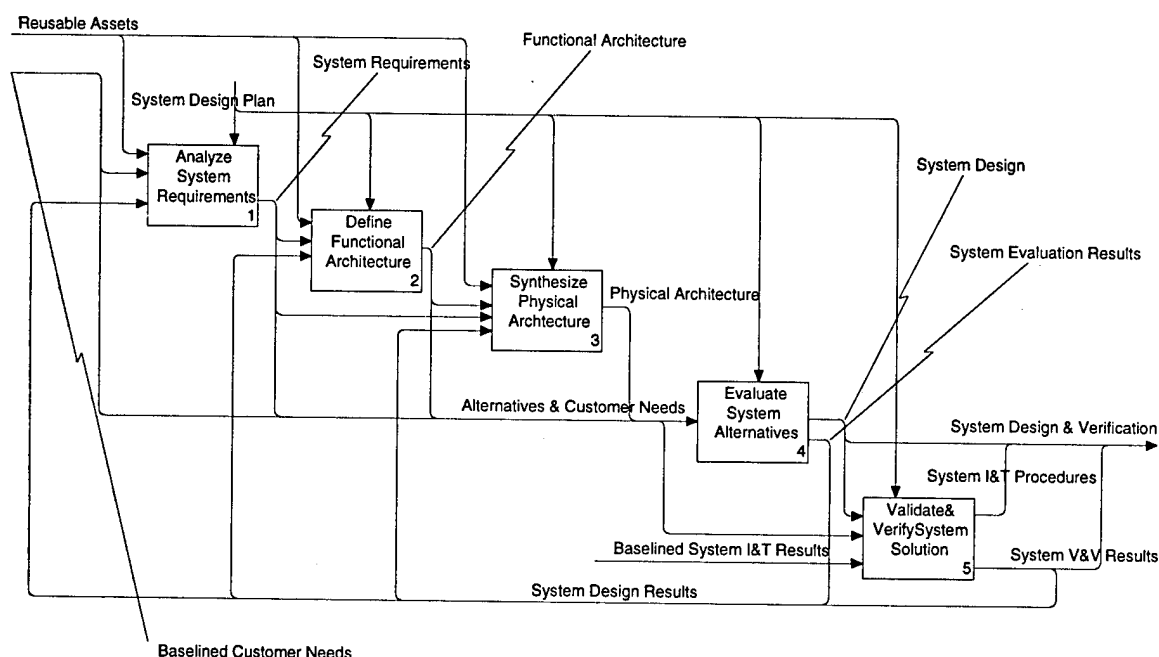 Reusable Assets
Functional Architecture
System Requirements
System Design Plan
Analyze
System
Requirements
1
System Design
Define
Functional
Architecture
2
System Evaluation Results
Synthesize
Physical
Archtecture
3
Physical Architecture
Evaluate
System
Alternatives
4
Alternatives & Customer Needs
System Design & Verification
System I&T Procedures
Validate&
VerifySystem
Solution
5
Baselined System I&T Results
System V&V Results
System Design Results
Baselined Customer Needs